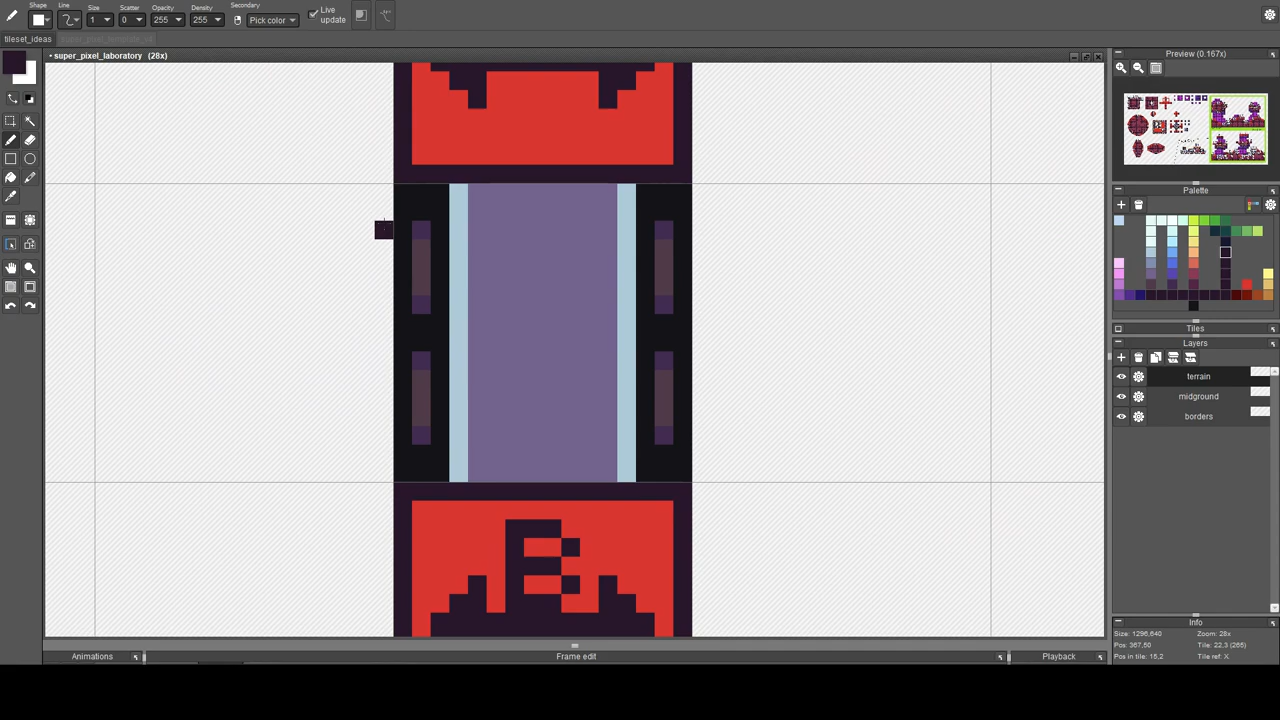 Shape Line Size Scatter Opacity Density Secondary
1 0 255 255 Pick color Live update
tileset_ideas super_pixel_template_v4
• super_pixel_laboratory (28x)
Preview (0.167x)
Palette
Tiles
Layers
terrain
midground
borders
B
Info
Size: 1296,640 Zoom: 28x
Pos: 367,50 Tile: 22,3 (265)
Pos in tile: 15,2 Tile ref: X
Animations Frame edit Playback